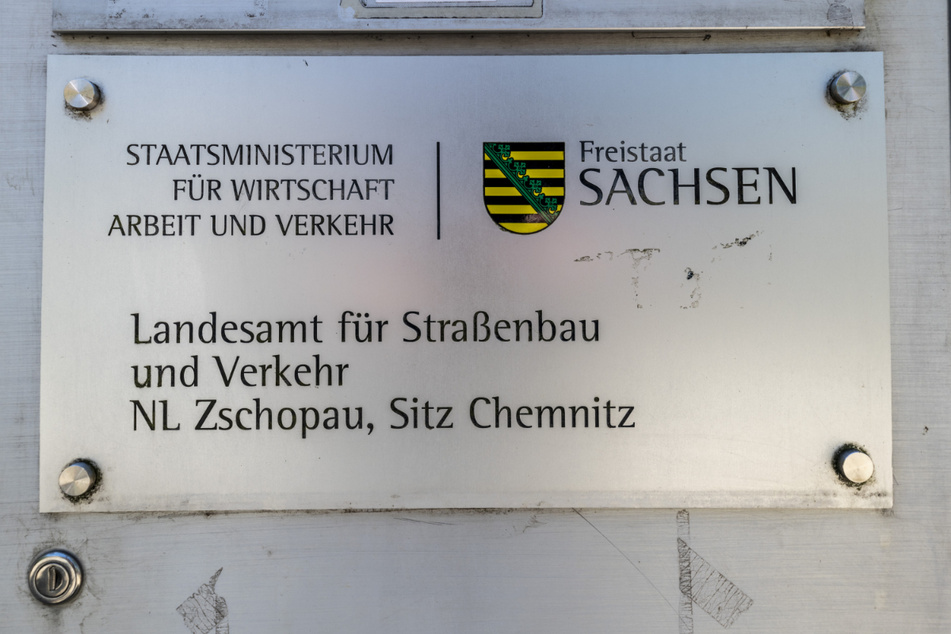 STAATSMINISTERIUM
FÜR WIRTSCHAFT
ARBEIT UND VERKEHR
Freistaat
SACHSEN
Landesamt für Straßenbau
und Verkehr
NL Zschopau, Sitz Chemnitz